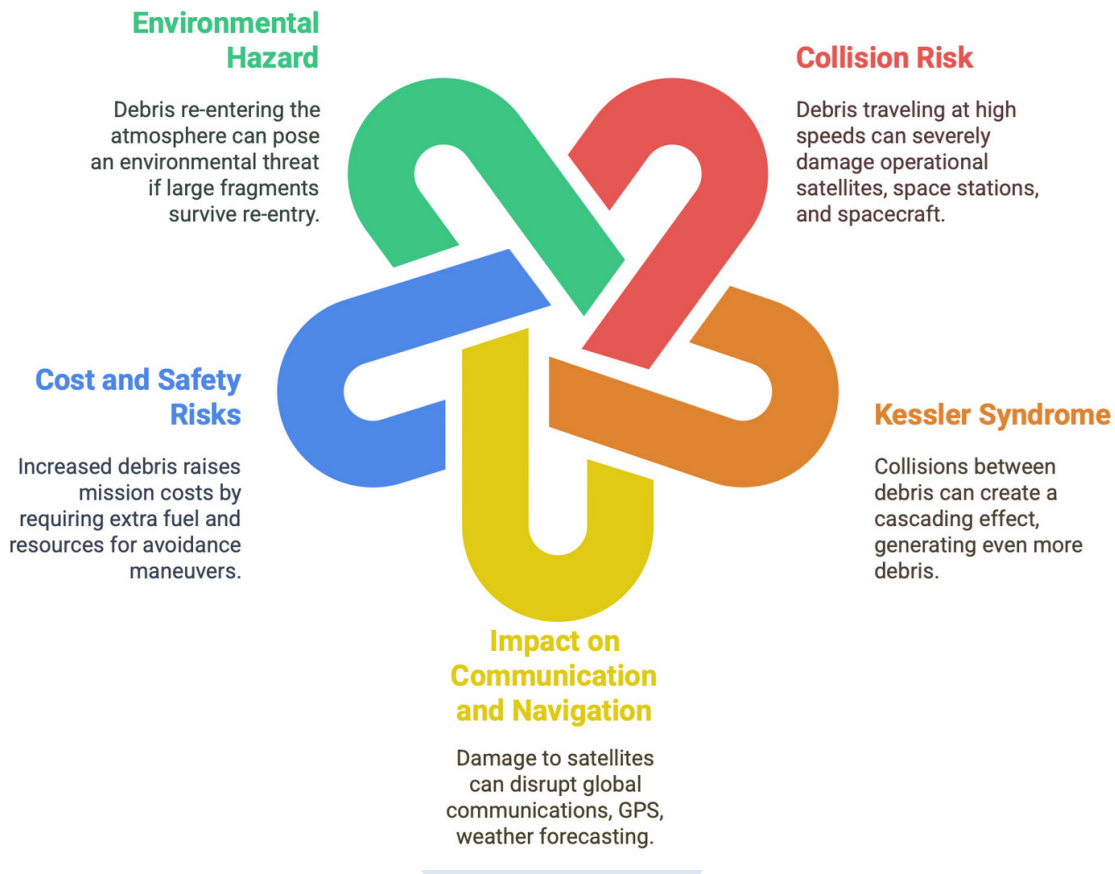 Environmental
Hazard
Debris re-entering the
atmosphere can pose
an environmental threat
if large fragments
survive re-entry.
Collision Risk
Debris traveling at high
speeds can severely
damage operational
satellites, space stations,
and spacecraft.
Cost and Safety
Risks
Increased debris raises
mission costs by
requiring extra fuel and
resources for avoidance
maneuvers.
Kessler Syndrome
Collisions between
debris can create a
cascading effect,
generating even more
debris.
Impact on
Communication
and Navigation
Damage to satellites
can disrupt global
communications, GPS,
weather forecasting.